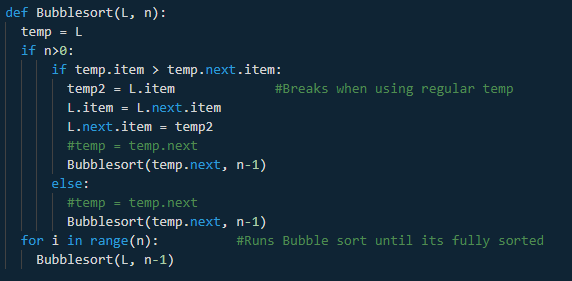 def Bubblesort(L, n):
  temp = L
  if n>0:
      if temp.item > temp.next.item:
        temp2 = L.item             #Breaks when using regular temp
        L.item = L.next.item
        L.next.item = temp2
        #temp = temp.next
        Bubblesort(temp.next, n-1)
      else:
        #temp = temp.next
        Bubblesort(temp.next, n-1)
  for i in range(n):          #Runs Bubble sort until its fully sorted
    Bubblesort(L, n-1)